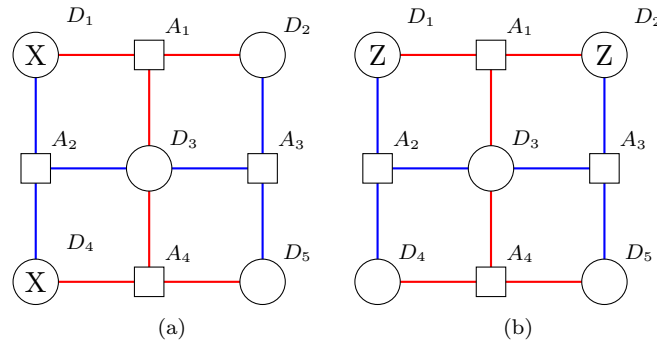 D1 A1 D2 D1 A1 D2
X Z Z
A2 D3 A3 A2 D3 A3
D4 A4 D5 D4 A4 D5
X
(a) (b)